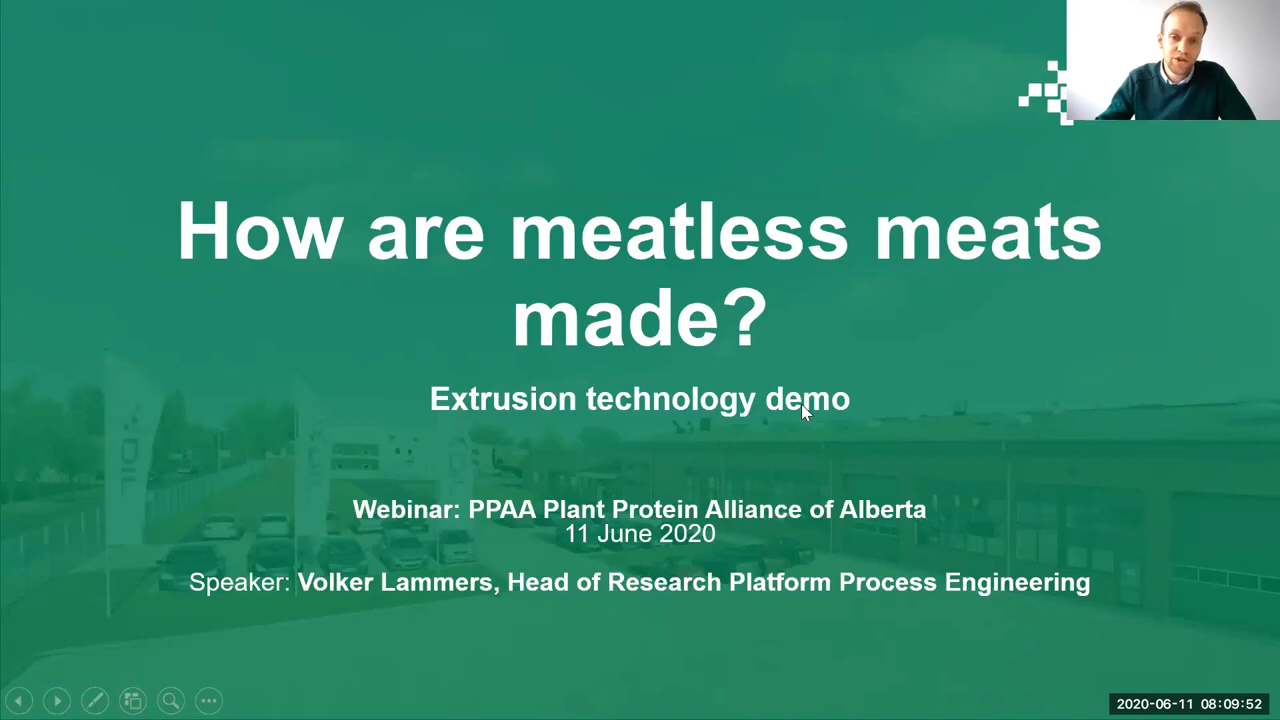 How are meatless meats
made?
Extrusion technology demo
Webinar: PPAA Plant Protein Alliance of Alberta
11 June 2020
Speaker: Volker Lammers, Head of Research Platform Process Engineering
2020-06-11 08:09:52